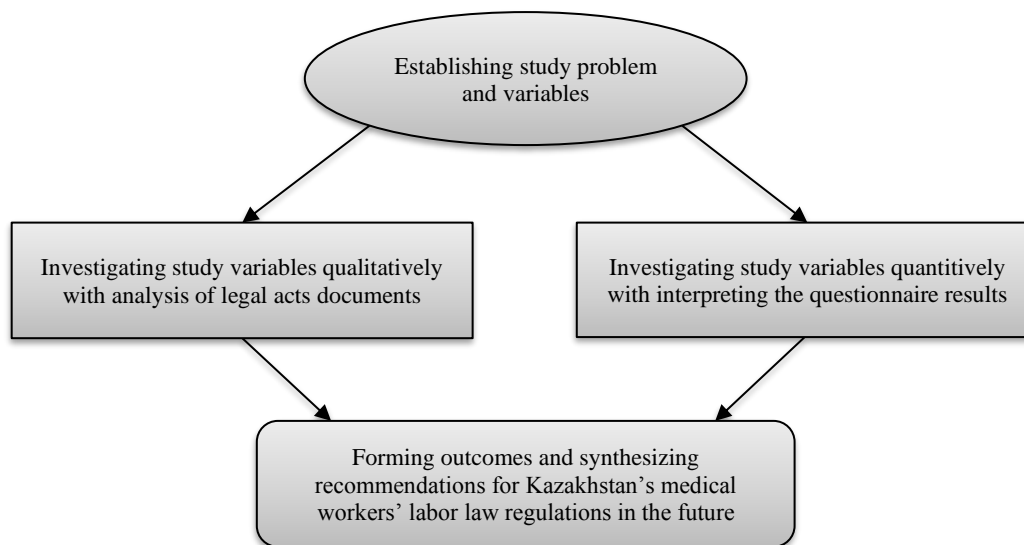 Establishing study problem
and variables
Investigating study variables qualitatively
with analysis of legal acts documents
Investigating study variables quantitively
with interpreting the questionnaire results
Forming outcomes and synthesizing
recommendations for Kazakhstan's medical
workers' labor law regulations in the future